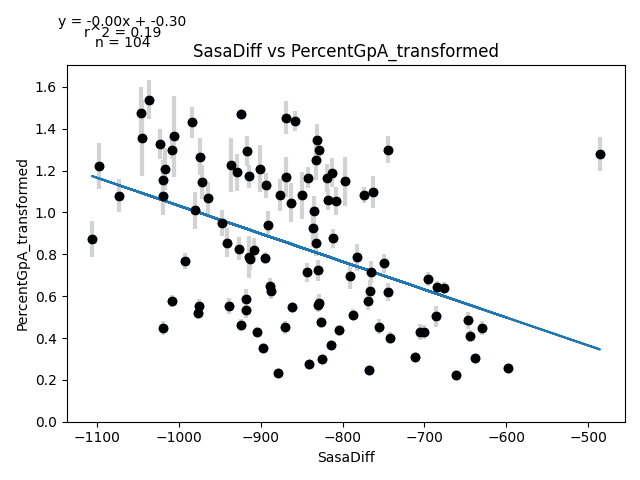 y = -0.00x + -0.30
r^2 = 0.19
n = 104
SasaDiff vs PercentGpA_transformed
PercentGpA_transformed
1.6
1.4
1.2
1.0
0.8
0.6
0.4
0.2
0.0
−1100 −1000 −900 −800 −700 −600 −500
SasaDiff